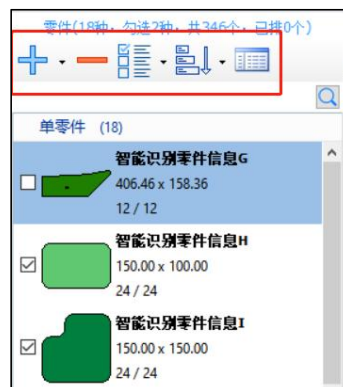 零件(18种，勾选2种，共346个，已排0个)
单零件 (18)
智能识别零件信息G
406.46 x 158.36
12 / 12
智能识别零件信息H
150.00 x 100.00
24 / 24
智能识别零件信息I
150.00 x 150.00
24 / 24